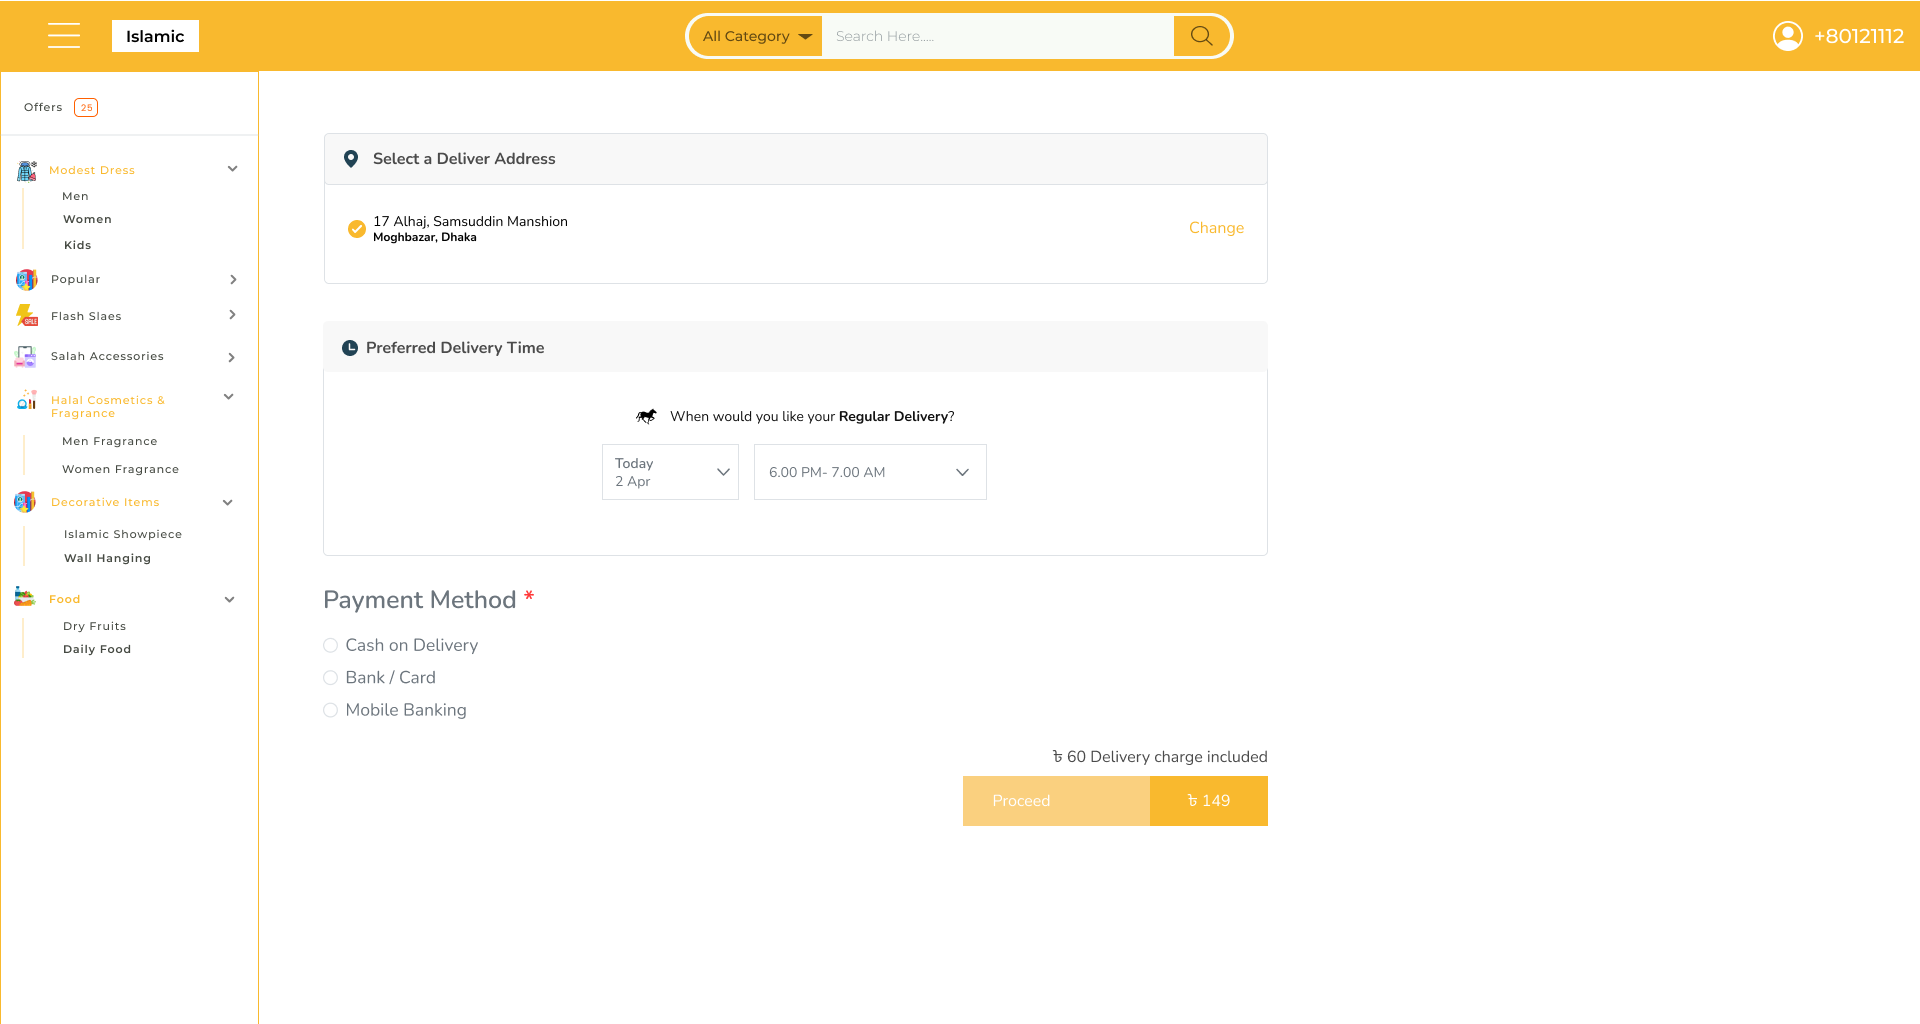 Islamic
All Category
Search Here.....
+80121112
Offers 25
Modest Dress
Men
Women
Kids
Popular
Flash Slaes
SALE
Salah Accessories
Halal Cosmetics &
Fragrance
Men Fragrance
Women Fragrance
Decorative Items
Islamic Showpiece
Wall Hanging
Food
Dry Fruits
Daily Food
Select a Deliver Address
17 Alhaj, Samsuddin Manshion
Moghbazar, Dhaka
Change
Preferred Delivery Time
When would you like your Regular Delivery?
Today
2 Apr
6.00 PM- 7.00 AM
Payment Method *
Cash on Delivery
Bank / Card
Mobile Banking
৳ 60 Delivery charge included
Proceed
৳ 149